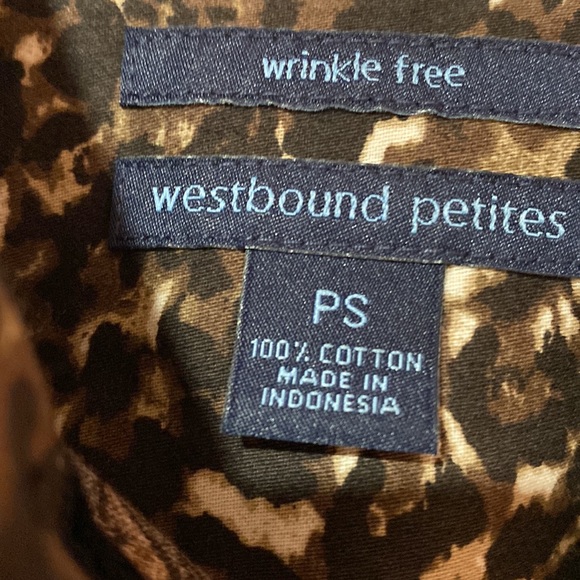 wrinkle free
westbound petites
PS
100% COTTON
MADE IN
INDONESIA